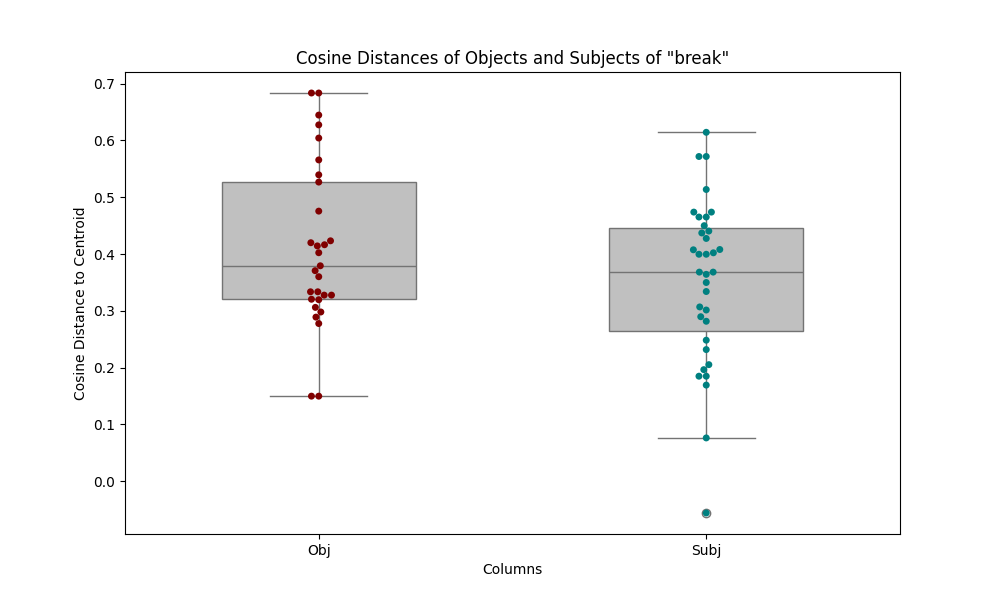 Cosine Distances of Objects and Subjects of "break"
Cosine Distance to Centroid
0.7
0.6
0.5
0.4
0.3
0.2
0.1
0.0
Obj
Subj
Columns